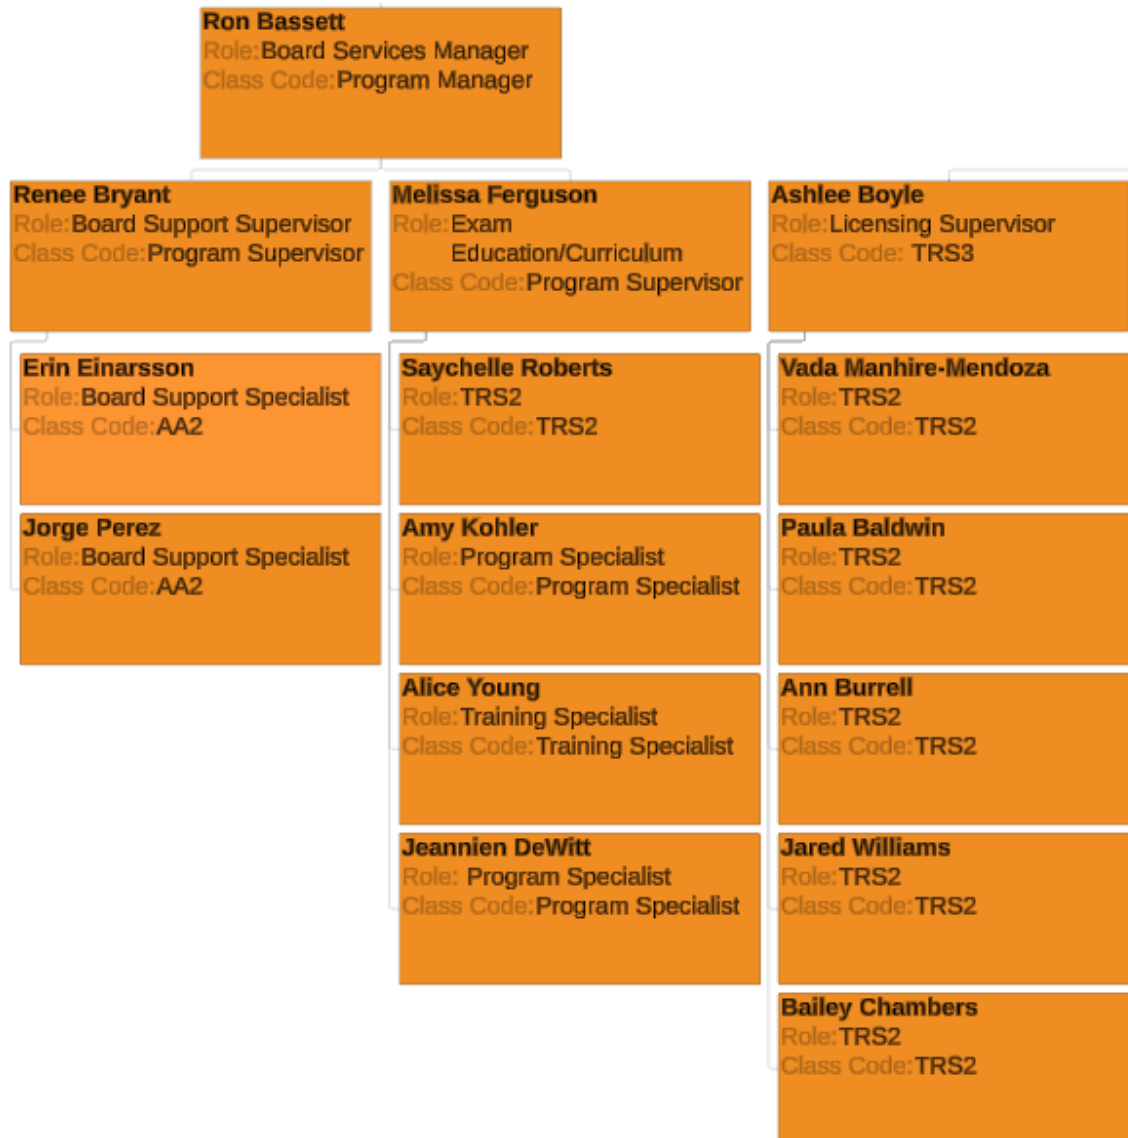 Ron Bassett
Role:Board Services Manager
Class Code:Program Manager
Renee Bryant
Role:Board Support Supervisor
Class Code:Program Supervisor
Melissa Ferguson
Role:Exam
Education/Curriculum
Class Code:Program Supervisor
Ashlee Boyle
Role:Licensing Supervisor
Class Code: TRS3
Erin Einarsson
Role:Board Support Specialist
Class Code:AA2
Jorge Perez
Role:Board Support Specialist
Class Code:AA2
Saychelle Roberts
Role:TRS2
Class Code:TRS2
Amy Kohler
Role:Program Specialist
Class Code:Program Specialist
Alice Young
Role:Training Specialist
Class Code:Training Specialist
Jeannien DeWitt
Role: Program Specialist
Class Code:Program Specialist
Vada Manhire-Mendoza
Role:TRS2
Class Code:TRS2
Paula Baldwin
Role:TRS2
Class Code:TRS2
Ann Burrell
Role:TRS2
Class Code:TRS2
Jared Williams
Role:TRS2
Class Code:TRS2
Bailey Chambers
Role:TRS2
Class Code:TRS2